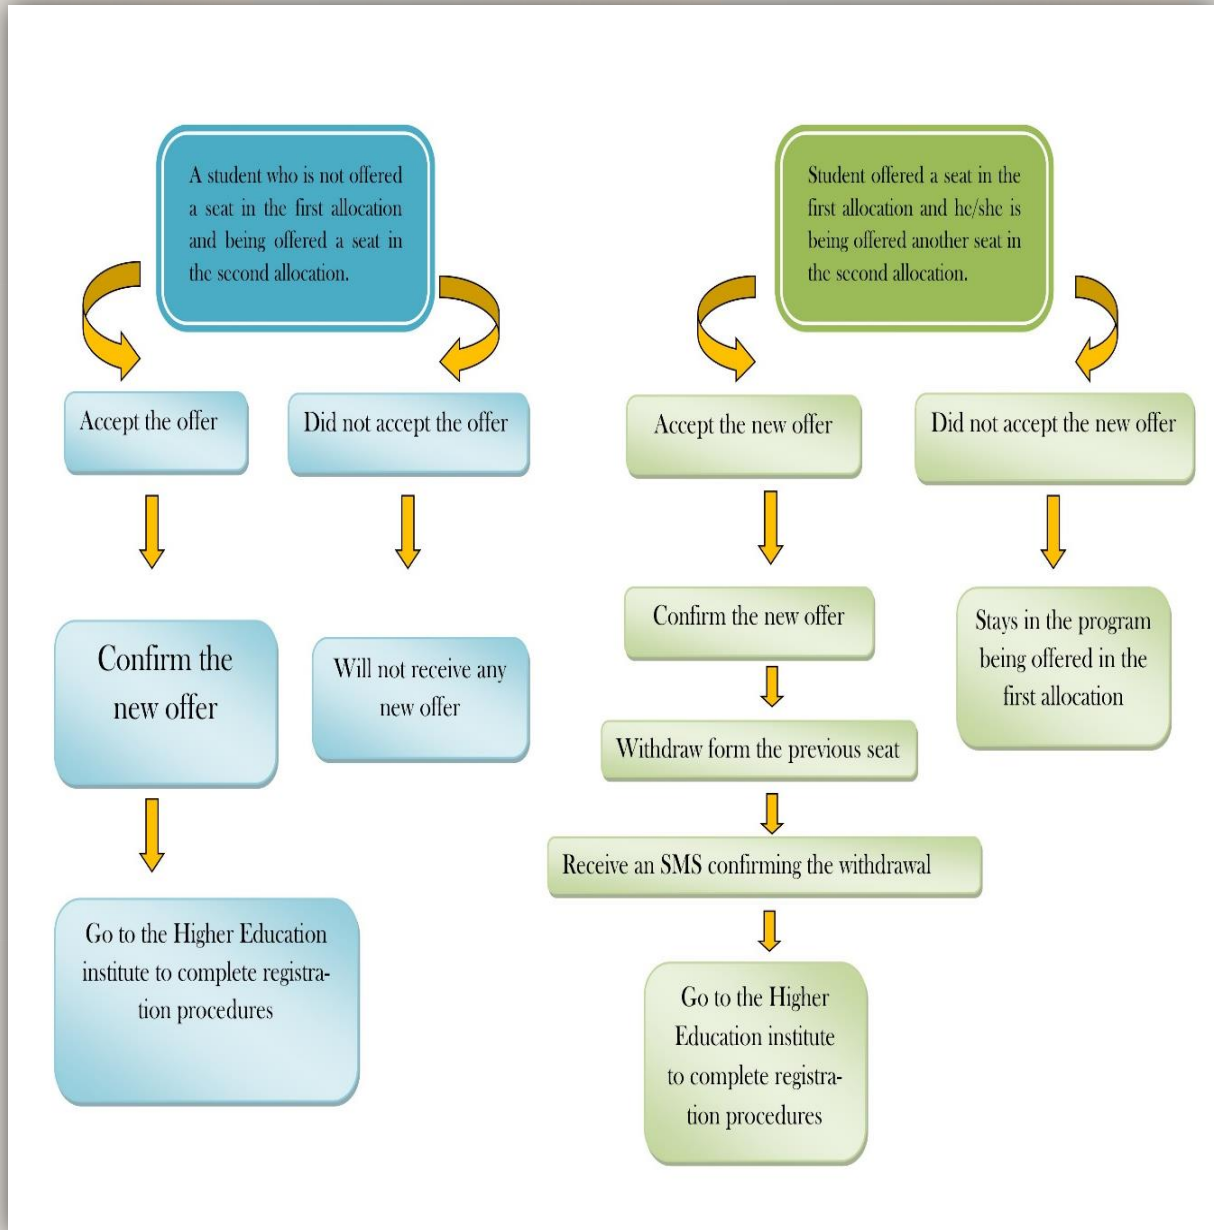 A student who is not offered
a seat in the first allocation
and being offered a seat in
the second allocation.
Accept the offer
Did not accept the offer
Confirm the
new offer
Will not receive any
new offer
Go to the Higher Education
institute to complete registra-
tion procedures
Student offered a seat in the
first allocation and he/she is
being offered another seat in
the second allocation.
Accept the new offer
Did not accept the new offer
Confirm the new offer
Stays in the program
being offered in the
first allocation
Withdraw form the previous seat
Receive an SMS confirming the withdrawal
Go to the Higher
Education institute
to complete registra-
tion procedures